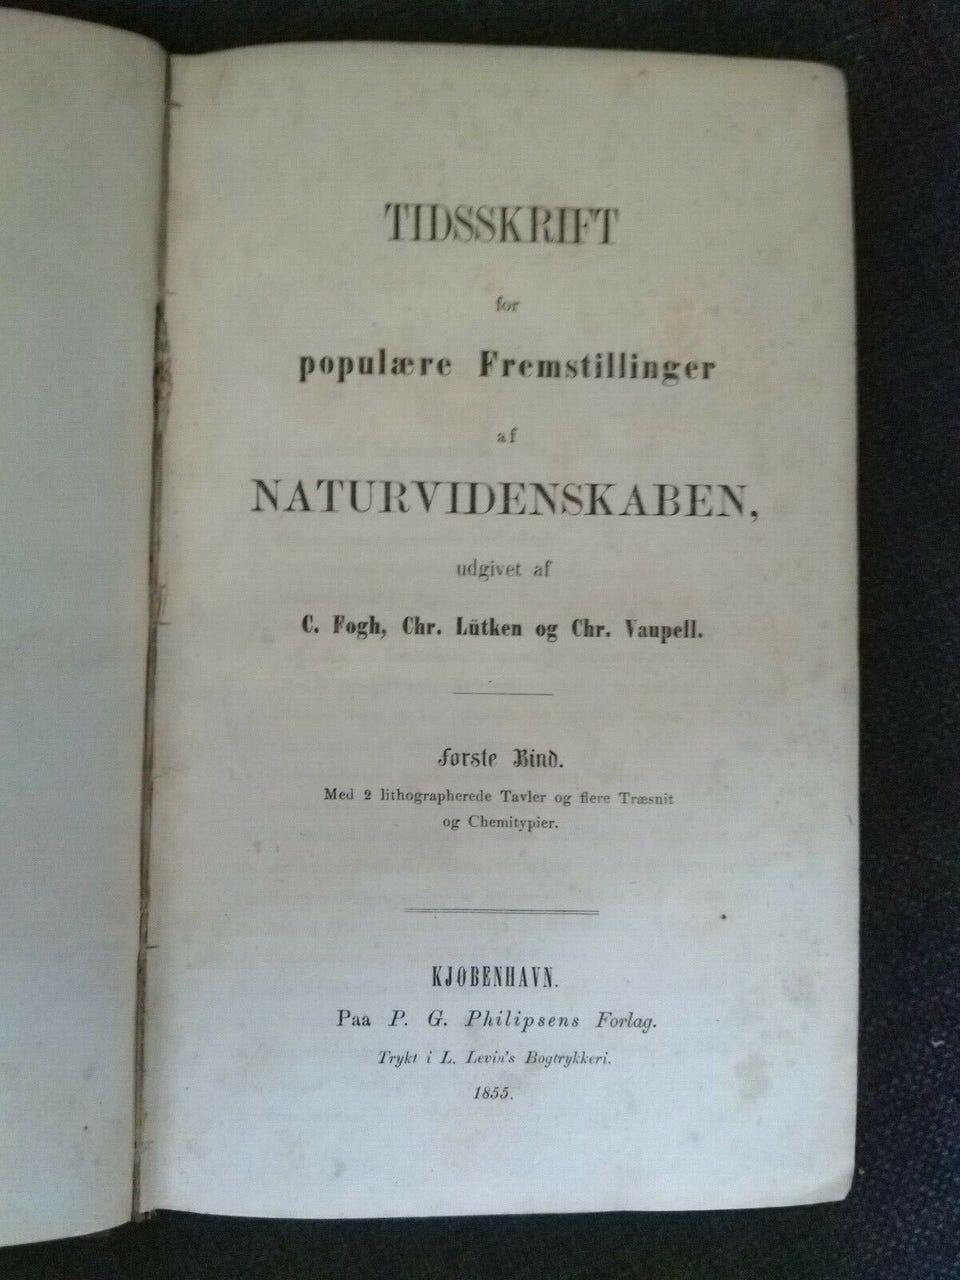 TIDSSKRIFT
for
populære Fremstillinger
af
NATURVIDENSKABEN,
udgivet af
C. Fogh, Chr. Lütken og Chr. Vaupell.
Første Bind.
Med 2 lithographerede Tavler og flere Træsnit
og Chemitypier.
KJØBENHAVN.
Paa P. G. Philipsens Forlag.
Trykt i L. Levin's Bogtrykkeri.
1855.